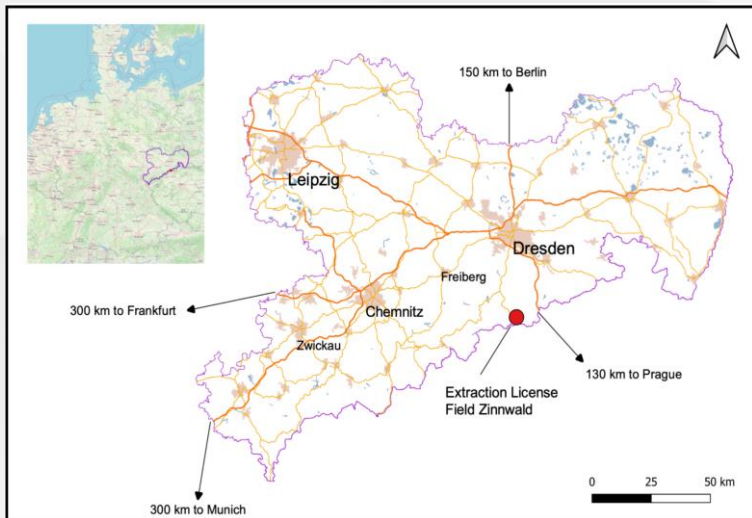 150 km to Berlin
Leipzig
Dresden
Freiberg
300 km to Frankfurt
Chemnitz
Zwickau
130 km to Prague
Extraction License
Field Zinnwald
0 25 50 km
300 km to Munich